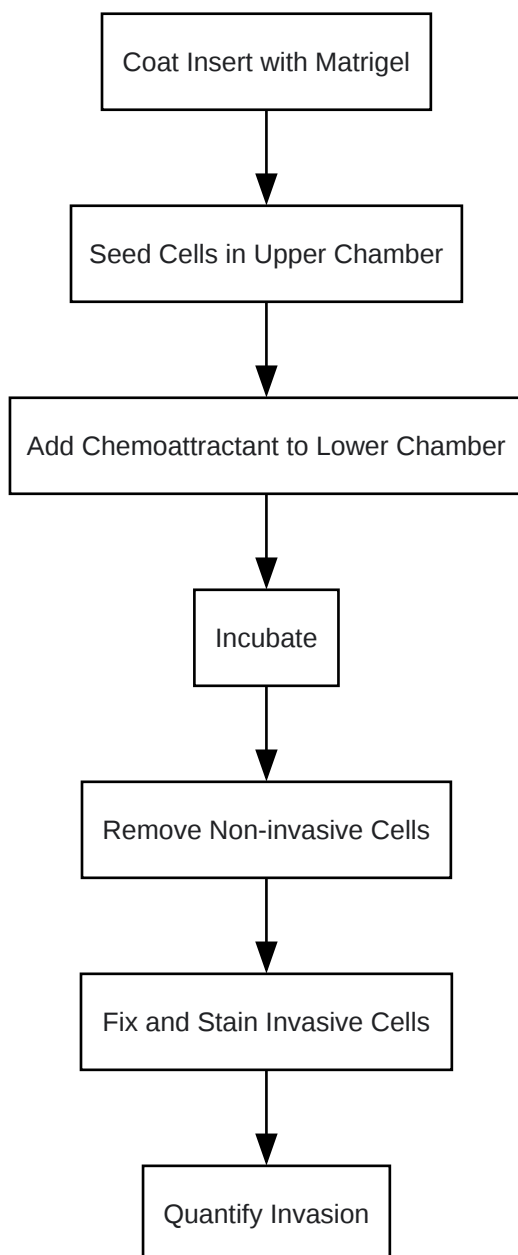 Coat Insert with Matrigel
Seed Cells in Upper Chamber
Add Chemoattractant to Lower Chamber
Incubate
Remove Non-invasive Cells
Fix and Stain Invasive Cells
Quantify Invasion